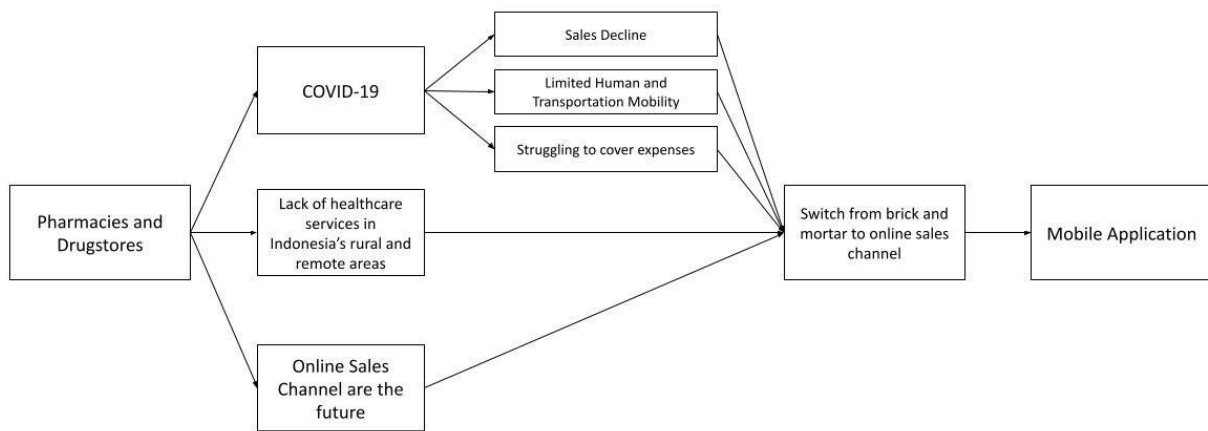 Pharmacies and
Drugstores
COVID-19
Lack of healthcare
services in
Indonesia's rural and
remote areas
Online Sales
Channel are the
future
Sales Decline
Limited Human and
Transportation Mobility
Struggling to cover expenses
Switch from brick and
mortar to online sales
channel
Mobile Application